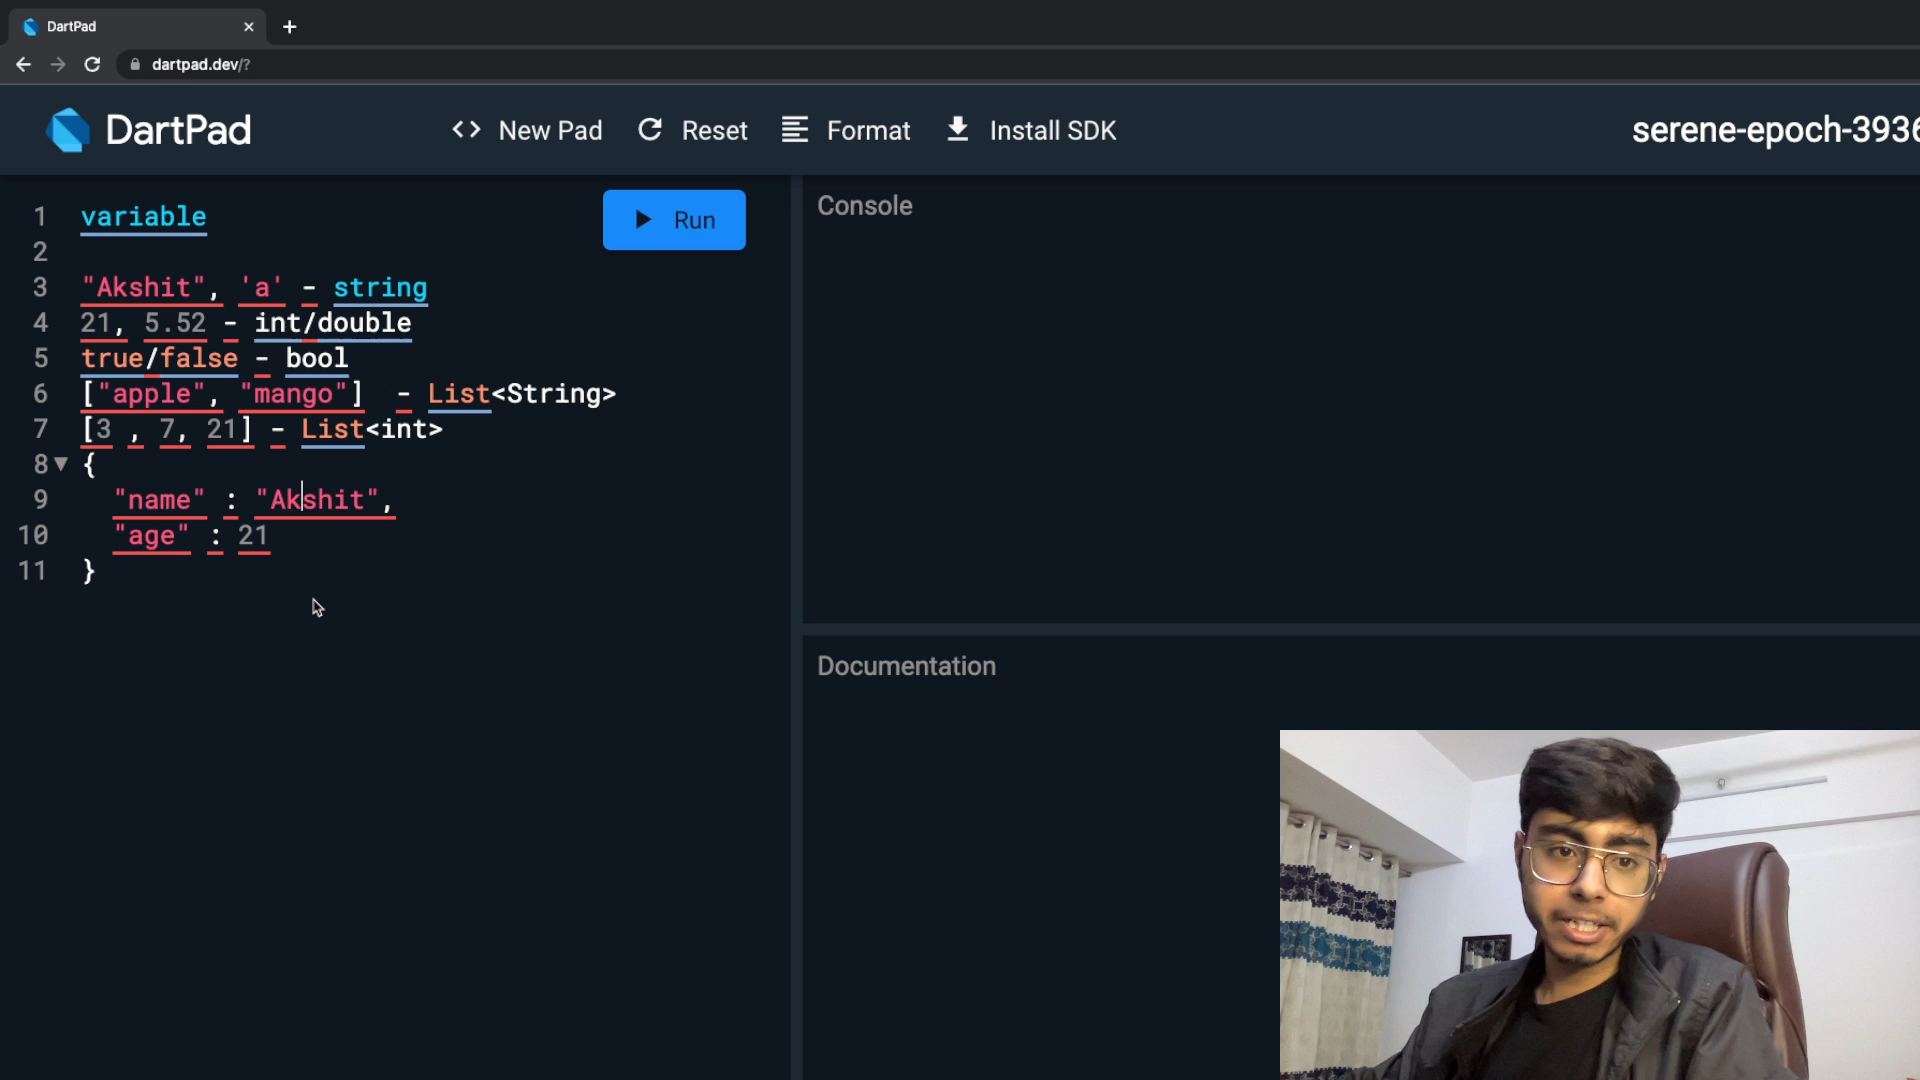 DartPad
dartpad.dev/?
DartPad
<> New Pad
Reset
Format
Install SDK
serene-epoch-3936
Run
1 variable
2
3 "Akshit", 'a' - string
4 21, 5.52 - int/double
5 true/false - bool
6 ["apple", "mango"]  - List<String>
7 [3 , 7, 21] - List<int>
8 {
9 "name" : "Akshit",
10 "age" : 21
11 }
Console
Documentation